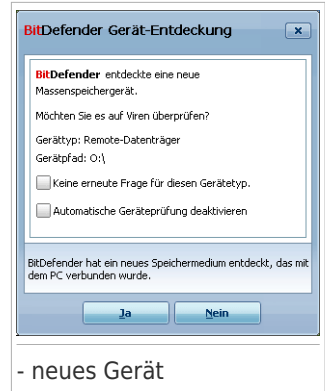 BitDefender Gerät-Entdeckung
BitDefender entdeckte eine neue
Massenspeichergerät.
Möchten Sie es auf Viren überprüfen?
Gerättyp: Remote-Datenträger
Gerätpfad: O:\
Keine erneute Frage für diesen Gerätetyp.
Automatische Geräteprüfung deaktivieren
BitDefender hat ein neues Speichermedium entdeckt, das mit
dem PC verbunden wurde.
Ja Nein
- neues Gerät